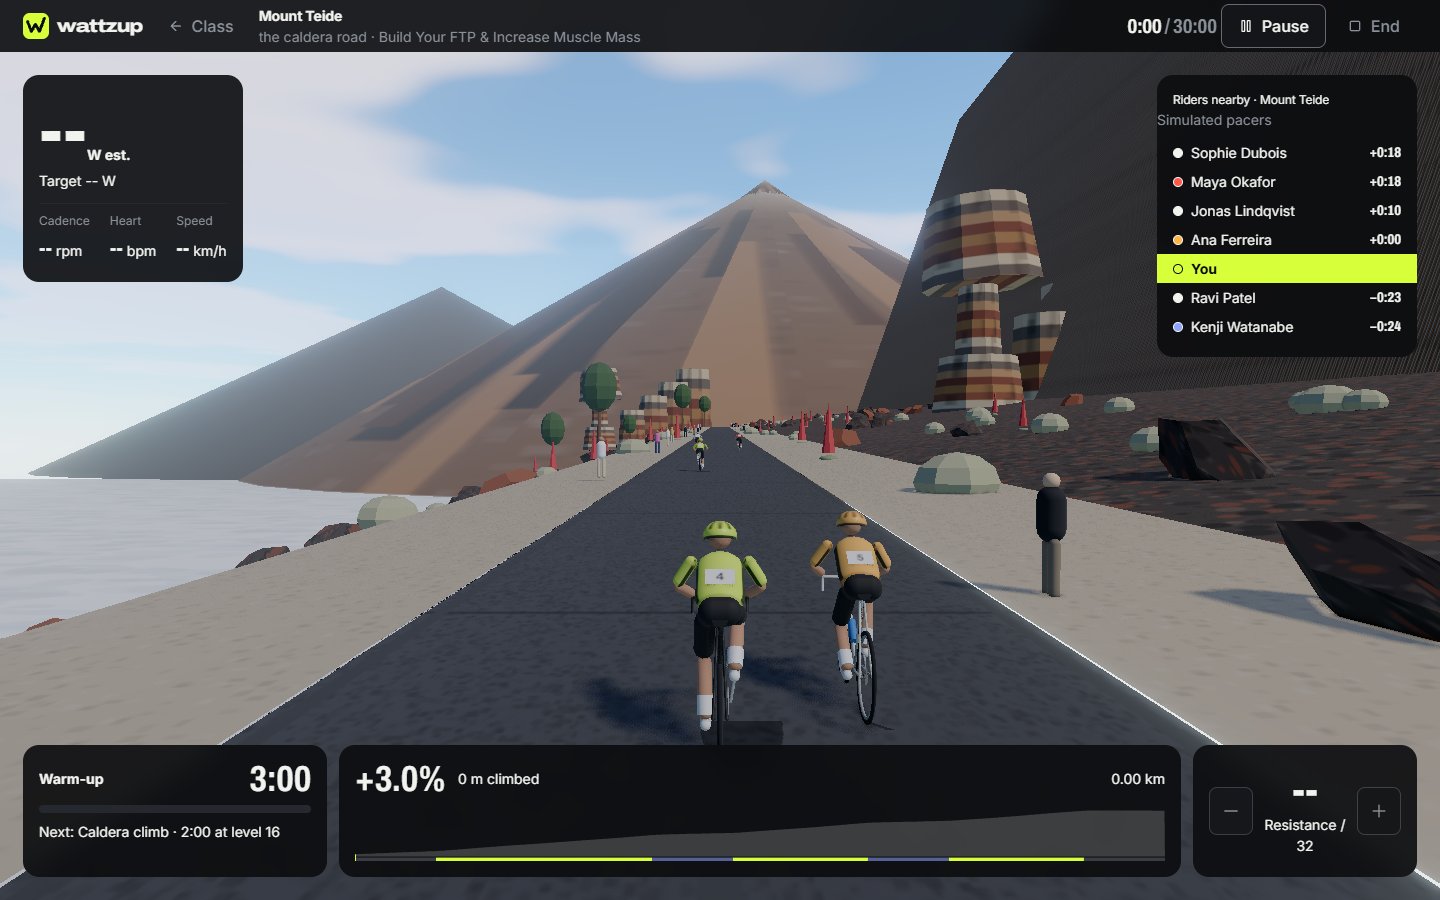 W wattzup
Class
Mount Teide
the caldera road · Build Your FTP & Increase Muscle Mass
0:00 / 30:00
Pause
End
-- W est.
Target -- W
Cadence Heart Speed
-- rpm -- bpm -- km/h
Riders nearby · Mount Teide
Simulated pacers
Sophie Dubois +0:18
Maya Okafor +0:18
Jonas Lindqvist +0:10
Ana Ferreira +0:00
You
Ravi Patel −0:23
Kenji Watanabe −0:24
4
5
Warm-up 3:00
Next: Caldera climb · 2:00 at level 16
+3.0% 0 m climbed 0.00 km
--
Resistance /
32